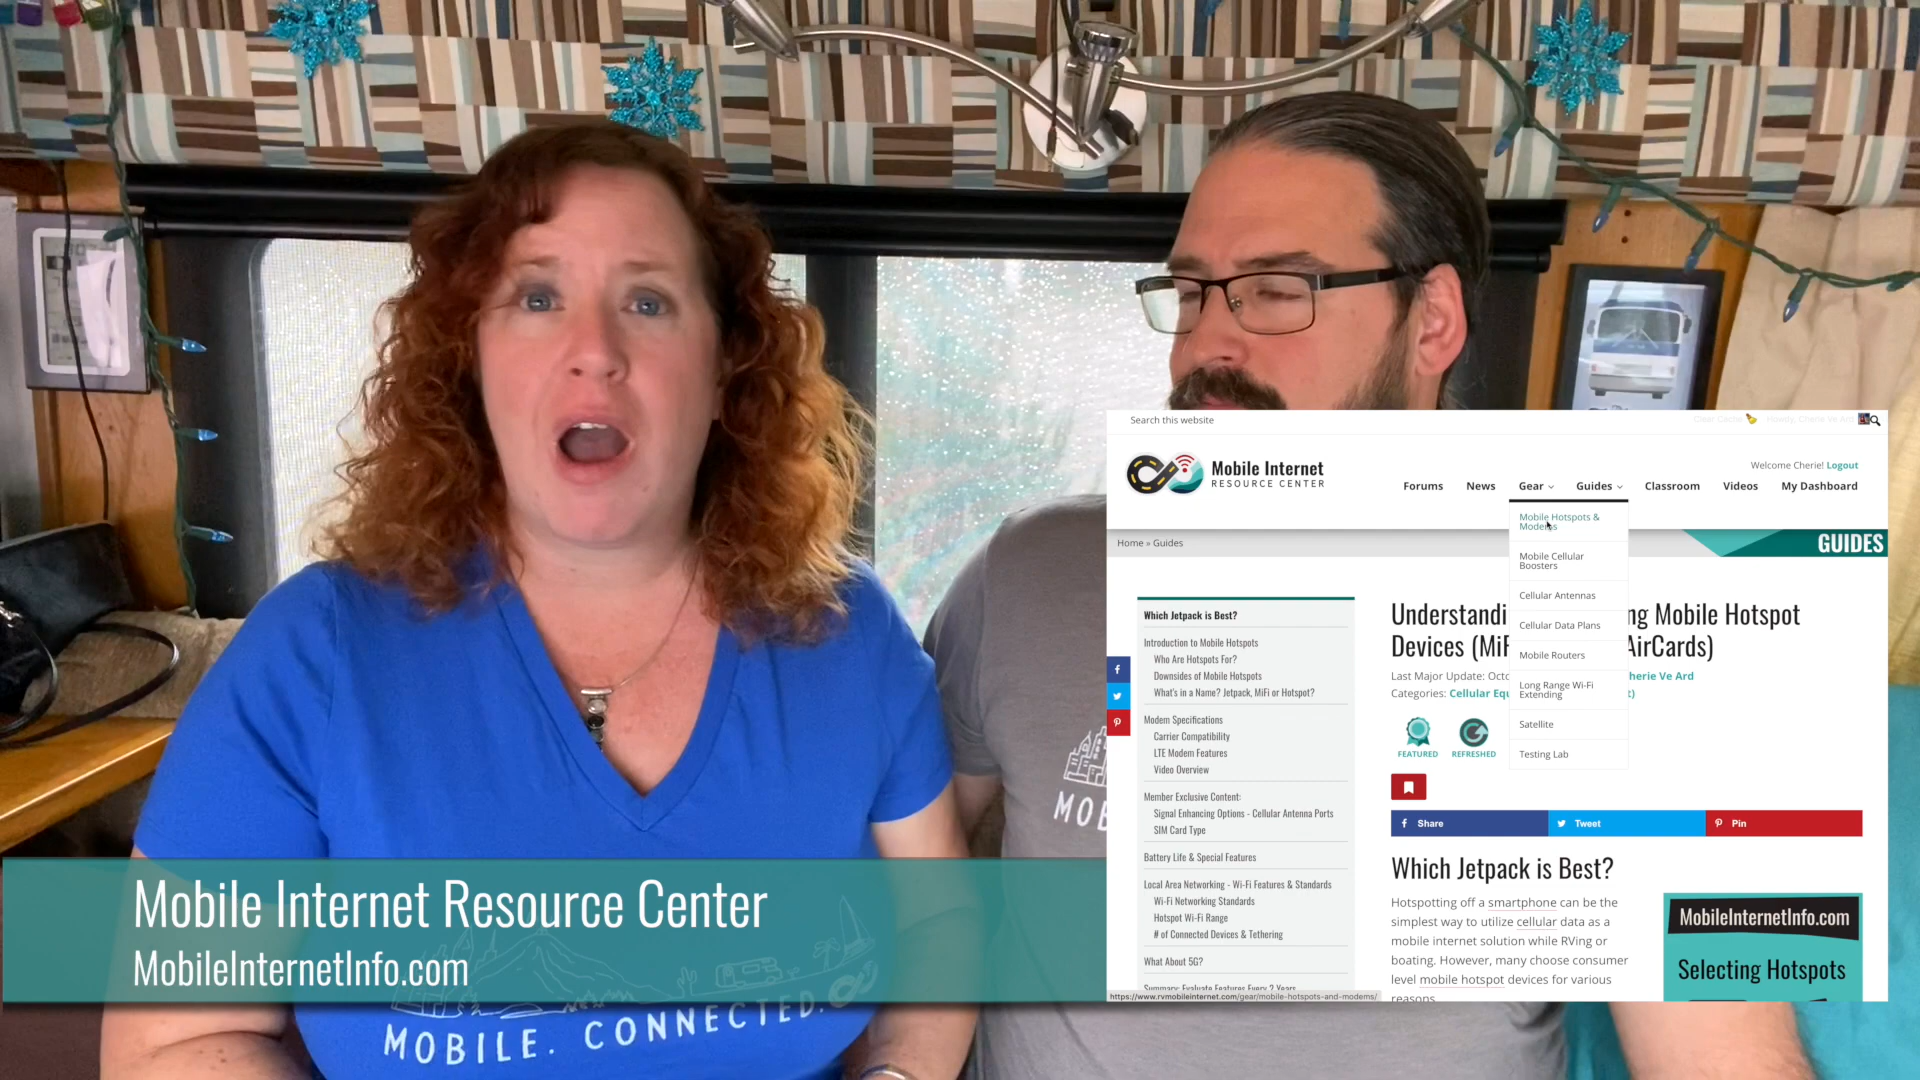 Search this website
Mobile Internet
RESOURCE CENTER
Welcome Cherie! Logout
Forums News Gear Guides Classroom Videos My Dashboard
Mobile Hotspots &
Modems
Mobile Cellular
Boosters
Cellular Antennas
Cellular Data Plans
Mobile Routers
Long Range Wi-Fi
Extending
Satellite
Testing Lab
Home » Guides
GUIDES
Which Jetpack is Best?
Introduction to Mobile Hotspots
Who Are Hotspots For?
Downsides of Mobile Hotspots
What's in a Name? Jetpack, MiFi or Hotspot?
Modem Specifications
Carrier Compatibility
LTE Modem Features
Video Overview
Member Exclusive Content:
Signal Enhancing Options - Cellular Antenna Ports
SIM Card Type
Battery Life & Special Features
Local Area Networking - Wi-Fi Features & Standards
Wi-Fi Networking Standards
Hotspot Wi-Fi Range
# of Connected Devices & Tethering
What About 5G?
Summary: Evaluate Features Every 2 Years
https://www.rvmobileinternet.com/gear/mobile-hotspots-and-modems/
Understandi ng Mobile Hotspot
Devices (MiF AirCards)
Last Major Update: Octo herie Ve Ard
Categories: Cellular Equ t)
FEATURED REFRESHED
Share Tweet Pin
Which Jetpack is Best?
Hotspotting off a smartphone can be the
simplest way to utilize cellular data as a
mobile internet solution while RVing or
boating. However, many choose consumer
level mobile hotspot devices for various
reasons.
MobileInternetInfo.com
Selecting Hotspots
MOB
Mobile Internet Resource Center
MobileInternetInfo.com
MOBILE. CONNECTED.